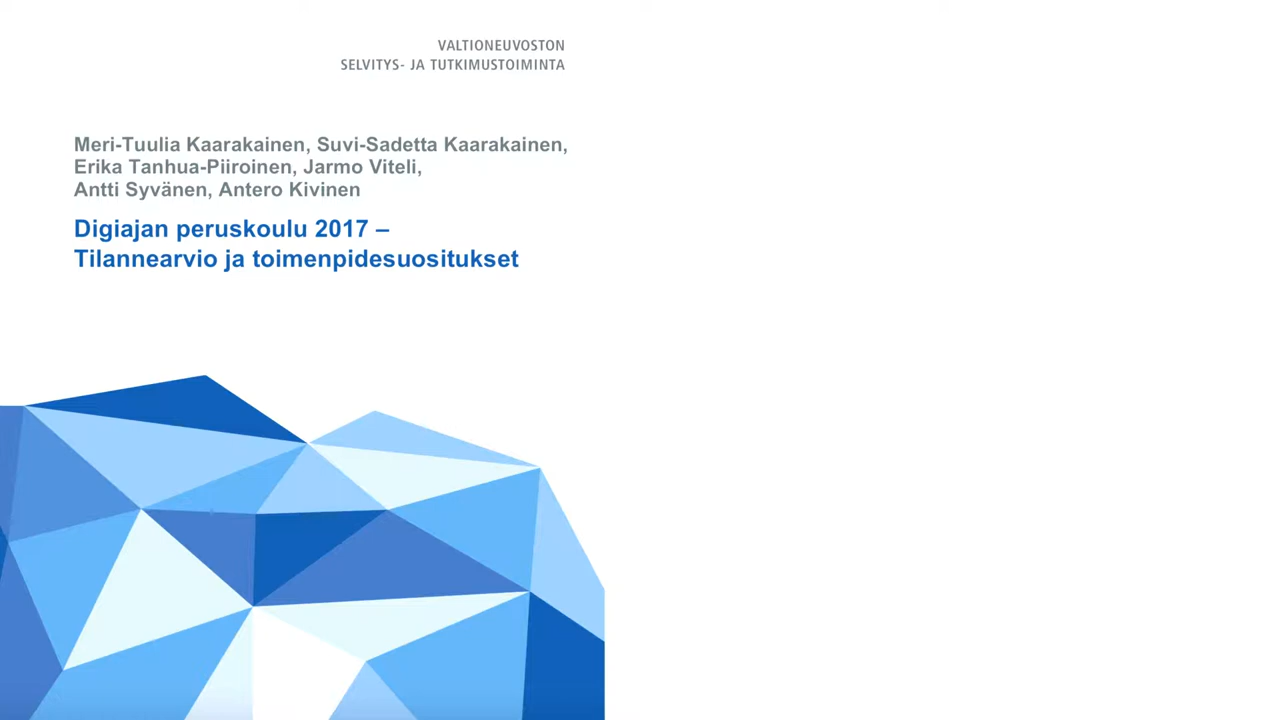 VALTIONEUVOSTON
SELVITYS- JA TUTKIMUSTOIMINTA
Meri-Tuulia Kaarakainen, Suvi-Sadetta Kaarakainen,
Erika Tanhua-Piiroinen, Jarmo Viteli,
Antti Syvänen, Antero Kivinen
Digiajan peruskoulu 2017 –
Tilannearvio ja toimenpidesuositukset